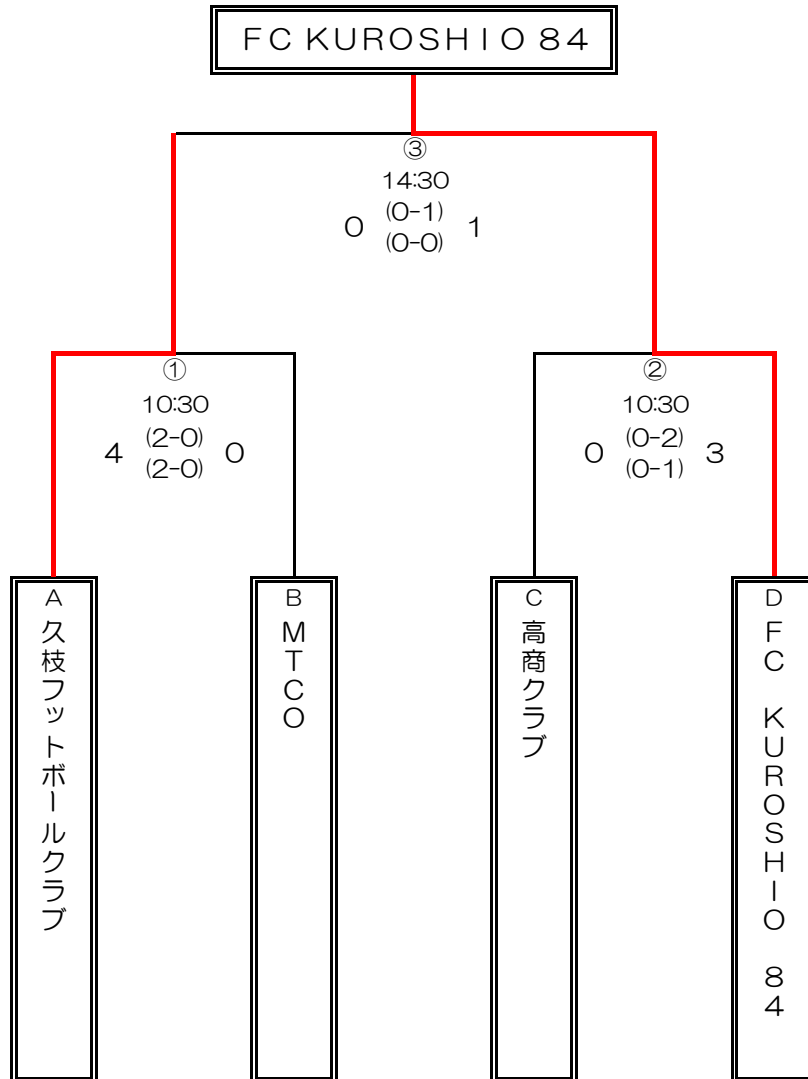 FC KUROSHIO 84
③
14:30
0 (0-1) 1
(0-0)
①
10:30
4 (2-0) 0
(2-0)
②
10:30
0 (0-2) 3
(0-1)
A 久枝フットボールクラブ
B MTCO
C 高商クラブ
D FC KUROSHIO 84